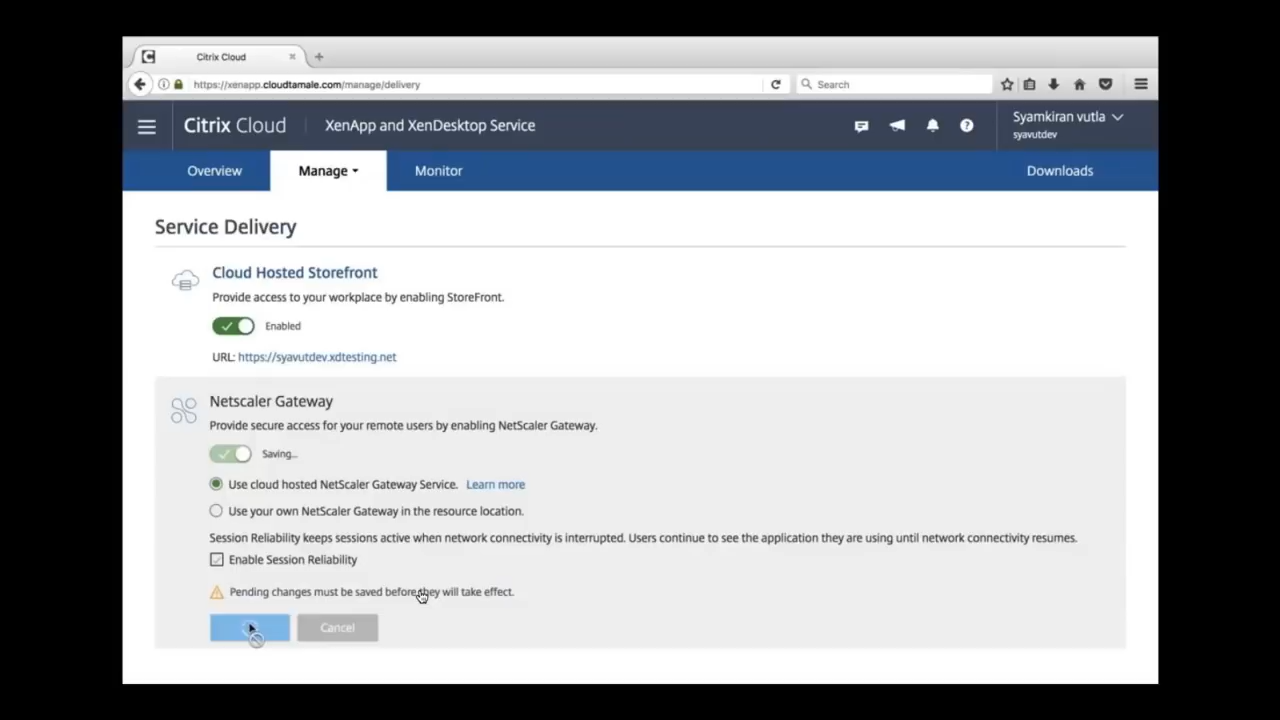 Citrix Cloud
https://xenapp.cloudtamale.com/manage/delivery
Search
Citrix Cloud
XenApp and XenDesktop Service
Syamkiran vutla
syavutdev
Overview
Manage
Monitor
Downloads
Service Delivery
Cloud Hosted Storefront
Provide access to your workplace by enabling StoreFront.
Enabled
URL: https://syavutdev.xdtesting.net
Netscaler Gateway
Provide secure access for your remote users by enabling NetScaler Gateway.
Saving...
Use cloud hosted NetScaler Gateway Service. Learn more
Use your own NetScaler Gateway in the resource location.
Session Reliability keeps sessions active when network connectivity is interrupted. Users continue to see the application they are using until network connectivity resumes.
Enable Session Reliability
Pending changes must be saved before they will take effect.
Cancel